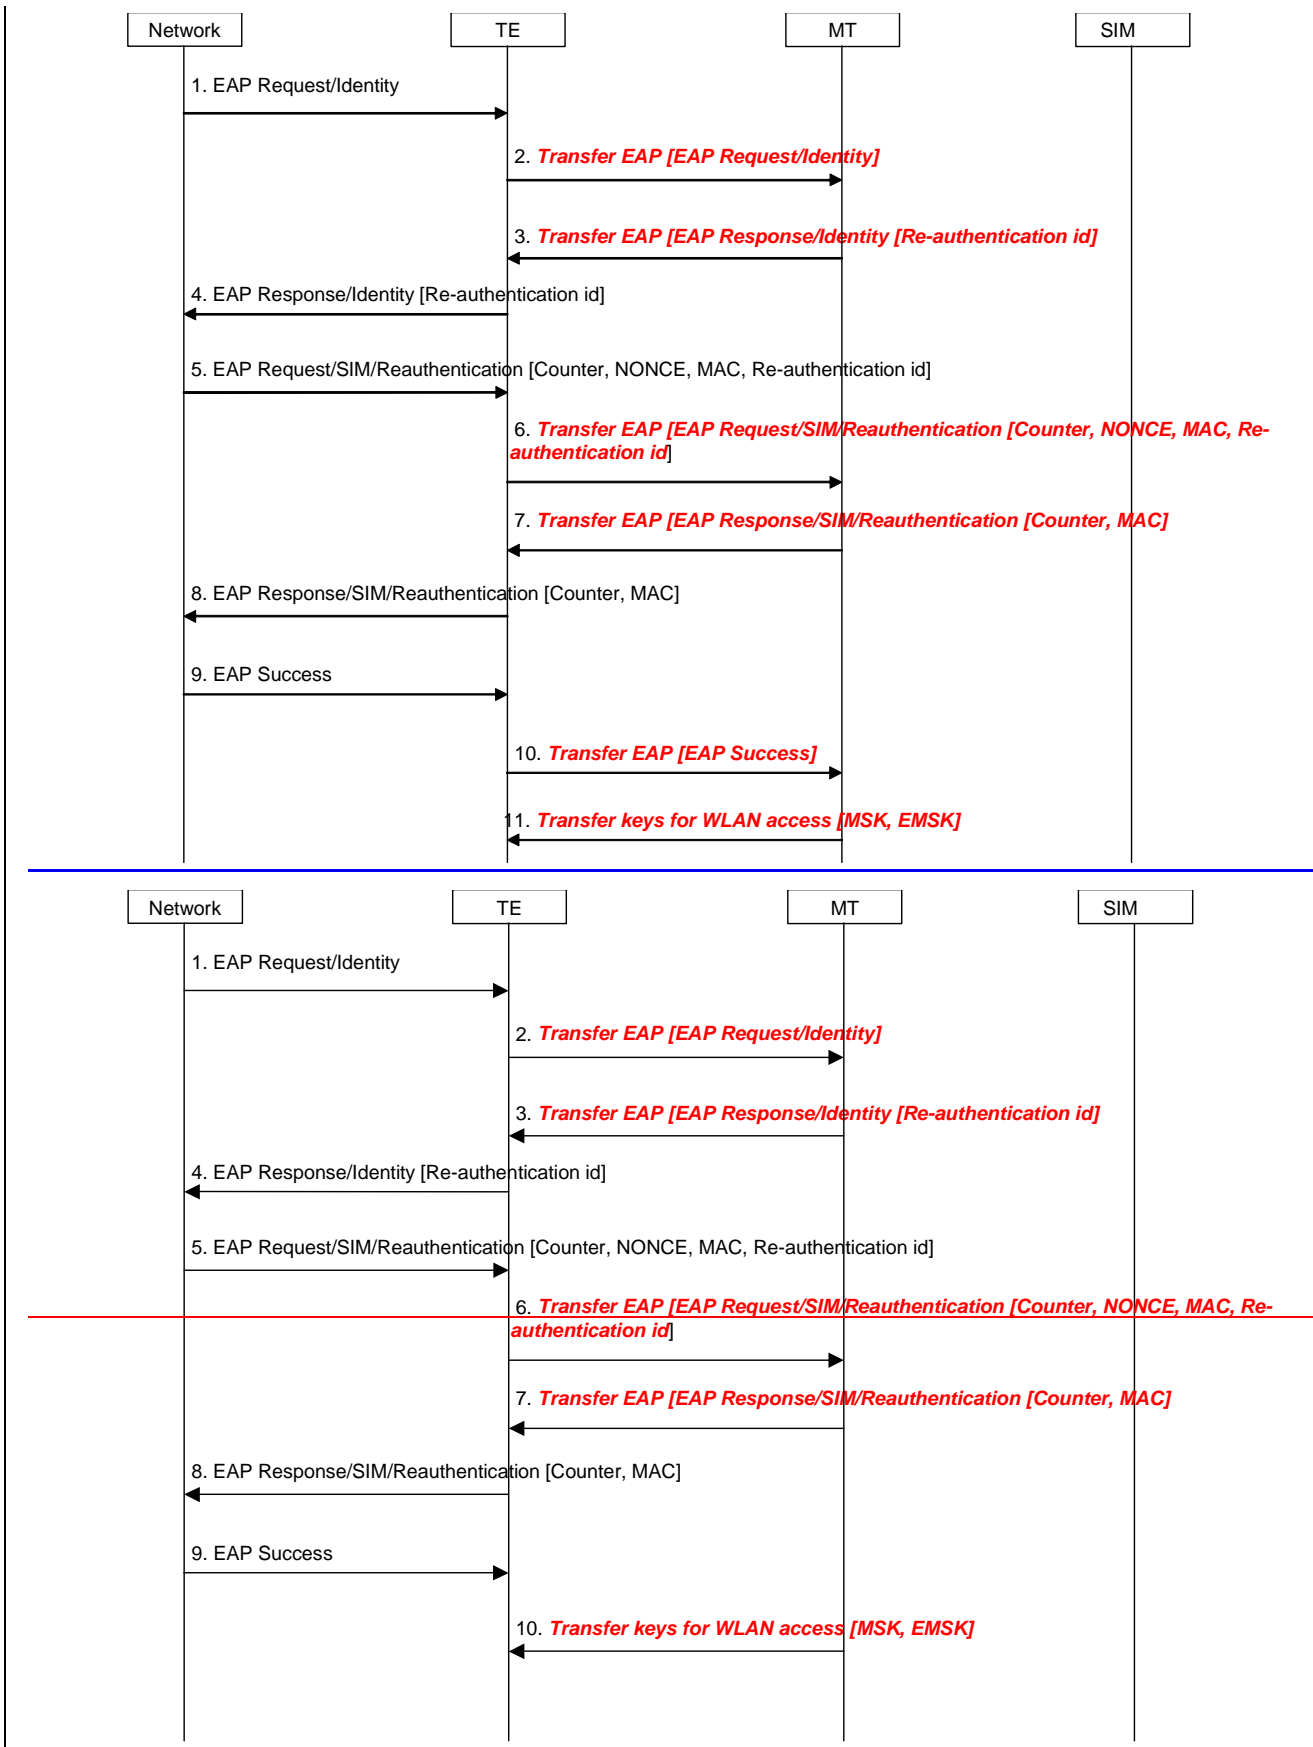 Network TE MT SIM
1. EAP Request/Identity
2. Transfer EAP [EAP Request/Identity]
3. Transfer EAP [EAP Response/Identity [Re-authentication id]
4. EAP Response/Identity [Re-authentication id]
5. EAP Request/SIM/Reauthentication [Counter, NONCE, MAC, Re-authentication id]
6. Transfer EAP [EAP Request/SIM/Reauthentication [Counter, NONCE, MAC, Re-
authentication id]
7. Transfer EAP [EAP Response/SIM/Reauthentication [Counter, MAC]
8. EAP Response/SIM/Reauthentication [Counter, MAC]
9. EAP Success
10. Transfer EAP [EAP Success]
11. Transfer keys for WLAN access [MSK, EMSK]
Network TE MT SIM
1. EAP Request/Identity
2. Transfer EAP [EAP Request/Identity]
3. Transfer EAP [EAP Response/Identity [Re-authentication id]
4. EAP Response/Identity [Re-authentication id]
5. EAP Request/SIM/Reauthentication [Counter, NONCE, MAC, Re-authentication id]
6. Transfer EAP [EAP Request/SIM/Reauthentication [Counter, NONCE, MAC, Re-
authentication id]
7. Transfer EAP [EAP Response/SIM/Reauthentication [Counter, MAC]
8. EAP Response/SIM/Reauthentication [Counter, MAC]
9. EAP Success
10. Transfer keys for WLAN access [MSK, EMSK]